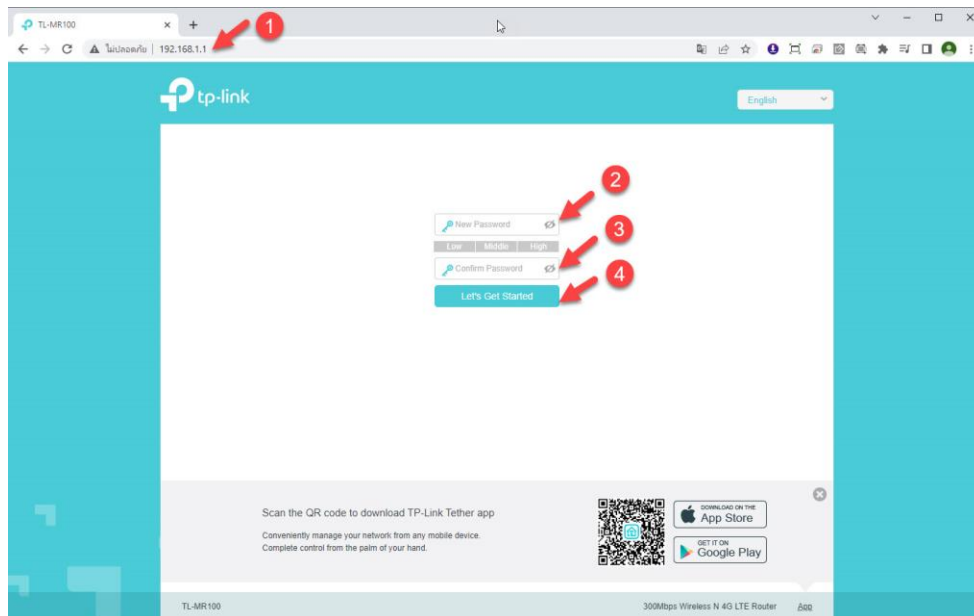 TL-MR100
1
ไม่ปลอดภัย | 192.168.1.1
tp-link
English
2
New Password
3
Low Middle High
Confirm Password
4
Let's Get Started
Scan the QR code to download TP-Link Tether app
Conveniently manage your network from any mobile device.
Complete control from the palm of your hand.
DOWNLOAD ON THE
App Store
GET IT ON
Google Play
TL-MR100
300Mbps Wireless N 4G LTE Router App